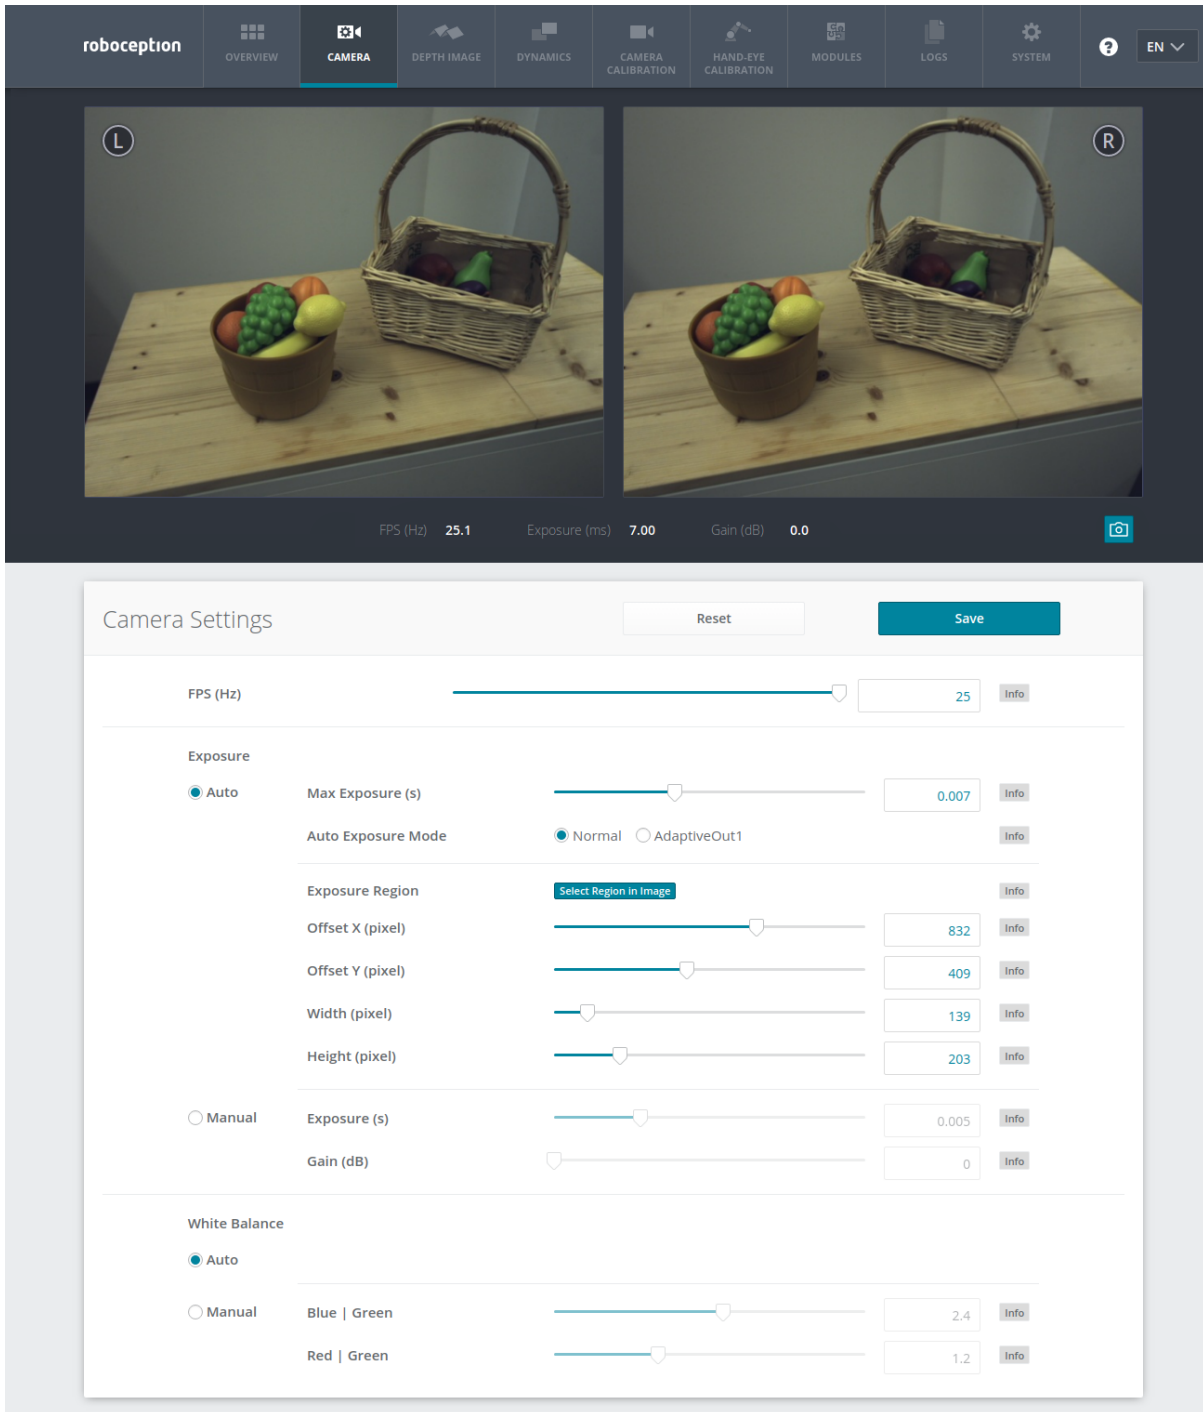 roboception
OVERVIEW
CAMERA
DEPTH IMAGE
DYNAMICS
CAMERA
CALIBRATION
HAND-EYE
CALIBRATION
MODULES
LOGS
SYSTEM
?
EN
L
R
FPS (Hz) 25.1 Exposure (ms) 7.00 Gain (dB) 0.0
Camera Settings Reset Save
FPS (Hz) 25 Info
Exposure
Auto Max Exposure (s) 0.007 Info
Auto Exposure Mode Normal AdaptiveOut1 Info
Exposure Region Select Region in Image Info
Offset X (pixel) 832 Info
Offset Y (pixel) 409 Info
Width (pixel) 139 Info
Height (pixel) 203 Info
Manual Exposure (s) 0.005 Info
Gain (dB) 0 Info
White Balance
Auto
Manual Blue | Green 2.4 Info
Red | Green 1.2 Info